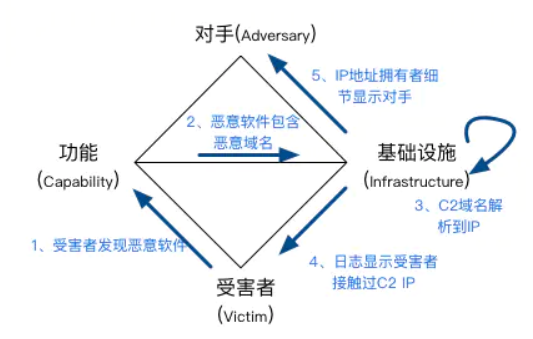 对手(Adversary)
5、IP地址拥有者细
节显示对手
2、恶意软件包含
恶意域名
功能
(Capability)
基础设施
(Infrastructure)
3、C2域名解
析到IP
1、受害者发现恶意软件
4、日志显示受害者
接触过C2 IP
受害者
(Victim)